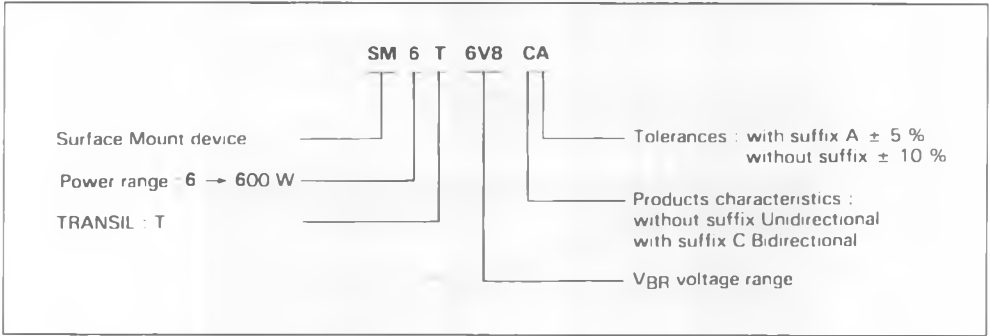 SM 6 T 6V8 CA
Surface Mount device
Power range 6 → 600 W
TRANSIL : T
Tolerances : with suffix A ± 5 %
without suffix ± 10 %
Products characteristics :
without suffix Unidirectional
with suffix C Bidirectional
VBR voltage range